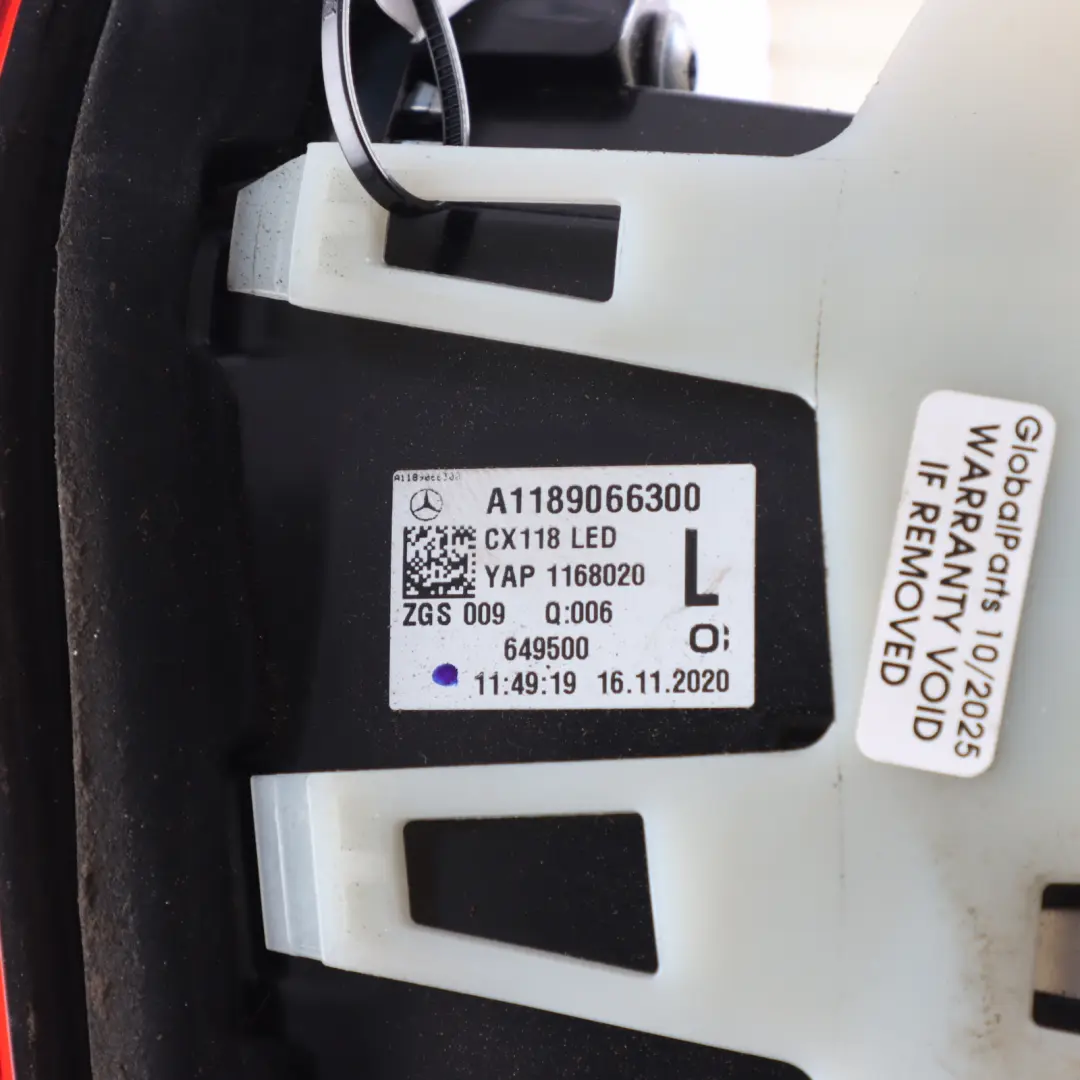 A1189066300
A1189066300
CX118 LED
YAP 1168020
L
ZGS 009 Q:006
O;
649500
11:49:19 16.11.2020
GlobalParts 10/2025
WARRANTY VOID
IF REMOVED